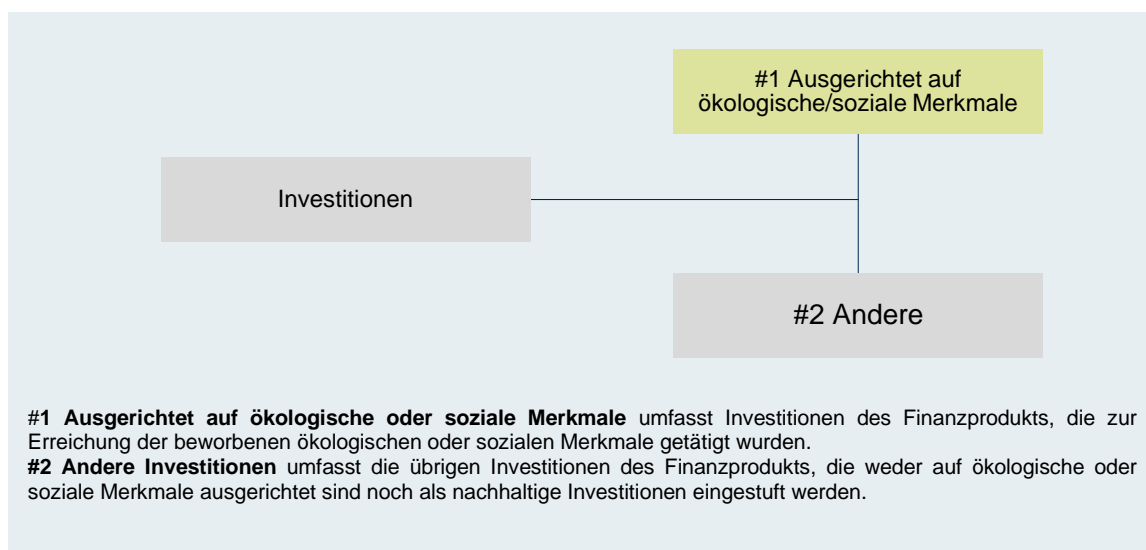 #1 Ausgerichtet auf
ökologische/soziale Merkmale
Investitionen
#2 Andere
#1 Ausgerichtet auf ökologische oder soziale Merkmale umfasst Investitionen des Finanzprodukts, die zur
Erreichung der beworbenen ökologischen oder sozialen Merkmale getätigt wurden.
#2 Andere Investitionen umfasst die übrigen Investitionen des Finanzprodukts, die weder auf ökologische oder
soziale Merkmale ausgerichtet sind noch als nachhaltige Investitionen eingestuft werden.